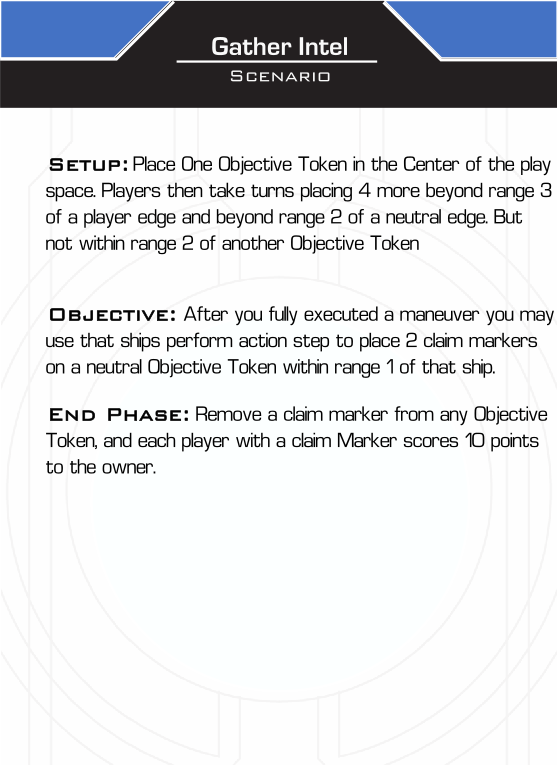 Gather Intel
Scenario
Setup: Place One Objective Token in the Center of the play
space. Players then take turns placing 4 more beyond range 3
of a player edge and beyond range 2 of a neutral edge. But
not within range 2 of another Objective Token
Objective: After you fully executed a maneuver you may
use that ships perform action step to place 2 claim markers
on a neutral Objective Token within range 1 of that ship.
End Phase: Remove a claim marker from any Objective
Token, and each player with a claim Marker scores 10 points
to the owner.